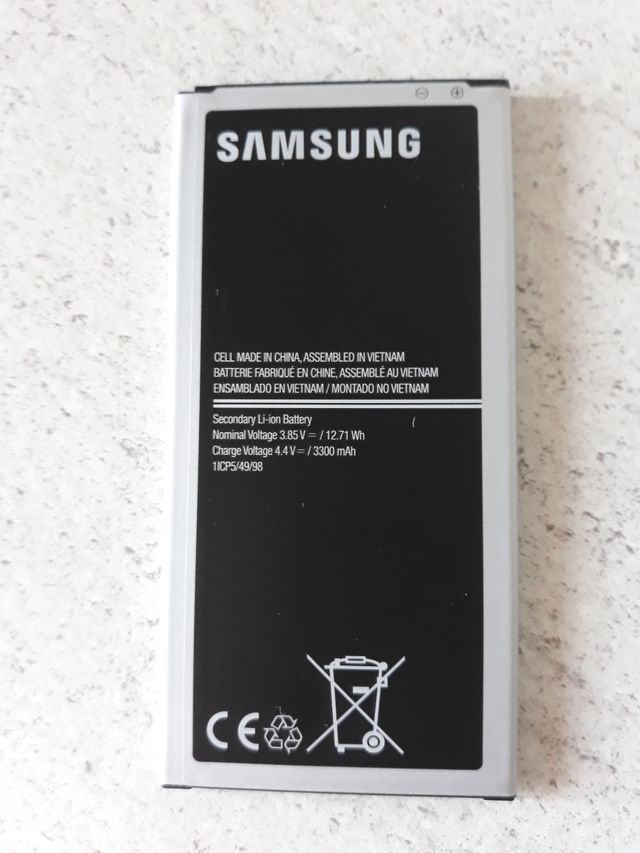 SAMSUNG
CELL MADE IN CHINA, ASSEMBLED IN VIETNAM
BATTERIE FABRIQUÉ EN CHINE, ASSEMBLÉ AU VIETNAM
ENSAMBLADO EN VIETNAM / MONTADO NO VIETNAM
Secondary Li-ion Battery
Nominal Voltage 3.85 V ⎓ / 12.71 Wh
Charge Voltage 4.4 V ⎓ / 3300 mAh
1ICP5/49/98
CE